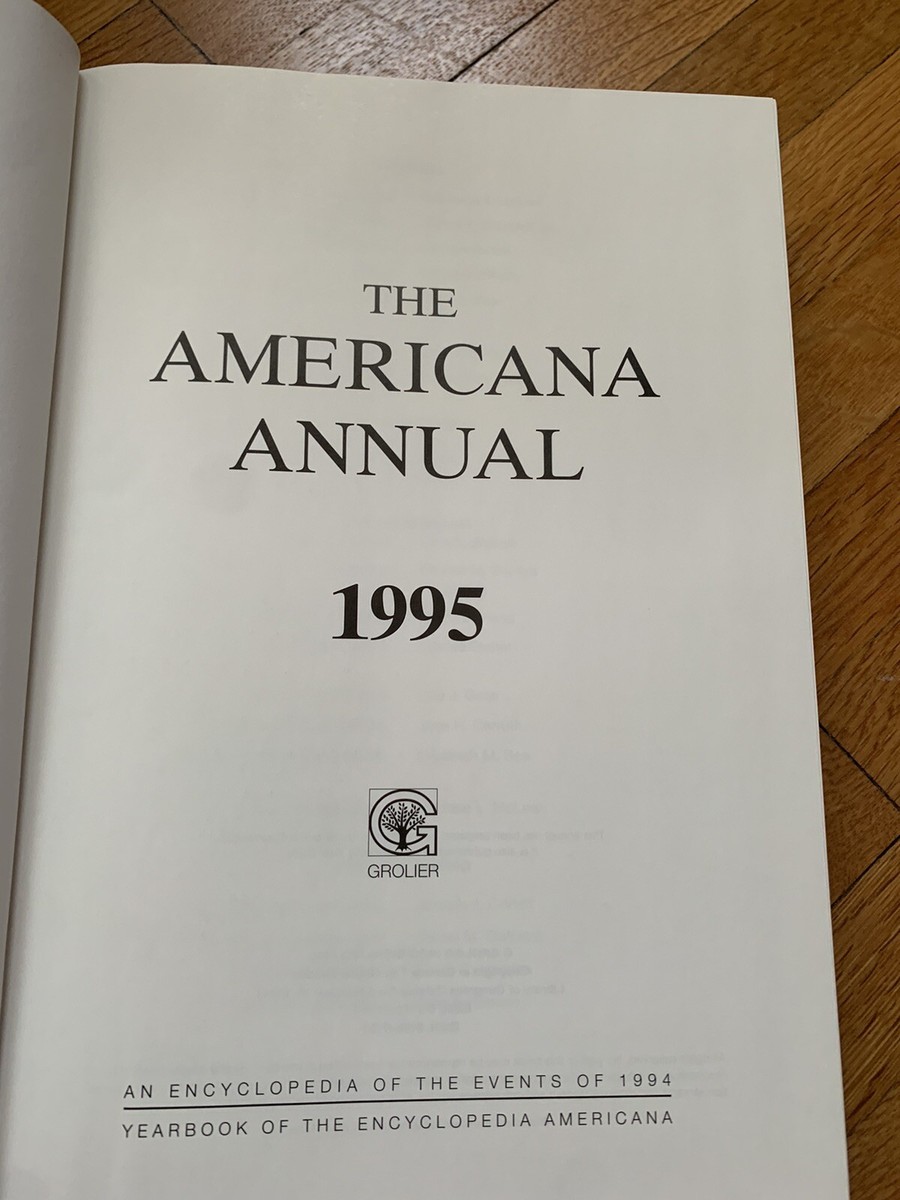 THE
AMERICANA
ANNUAL
1995
G
GROLIER
AN ENCYCLOPEDIA OF THE EVENTS OF 1994
YEARBOOK OF THE ENCYCLOPEDIA AMERICANA